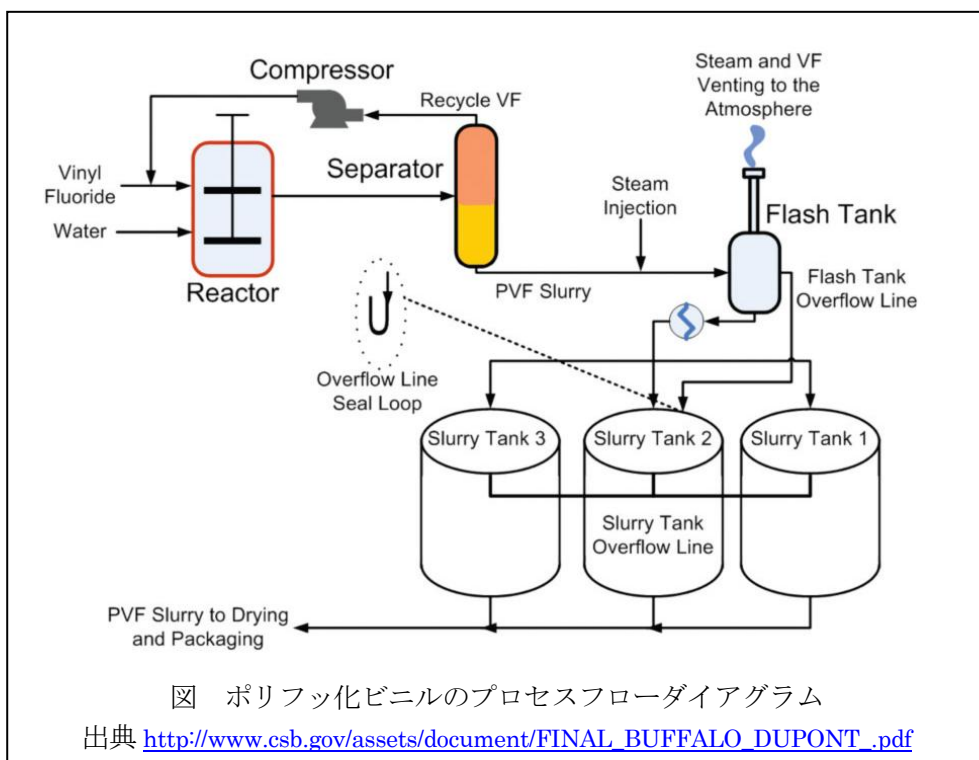 Steam and VF
Venting to the
Atmosphere
Compressor
Recycle VF
Separator
Steam
Injection
Vinyl
Fluoride
Flash Tank
Water
Reactor
PVF Slurry
Flash Tank
Overflow Line
Overflow Line
Seal Loop
Slurry Tank 3
Slurry Tank 2
Slurry Tank 1
Slurry Tank
Overflow Line
PVF Slurry to Drying
and Packaging
図 ポリフッ化ビニルのプロセスフローダイアグラム
出典 http://www.csb.gov/assets/document/FINAL_BUFFALO_DUPONT_.pdf